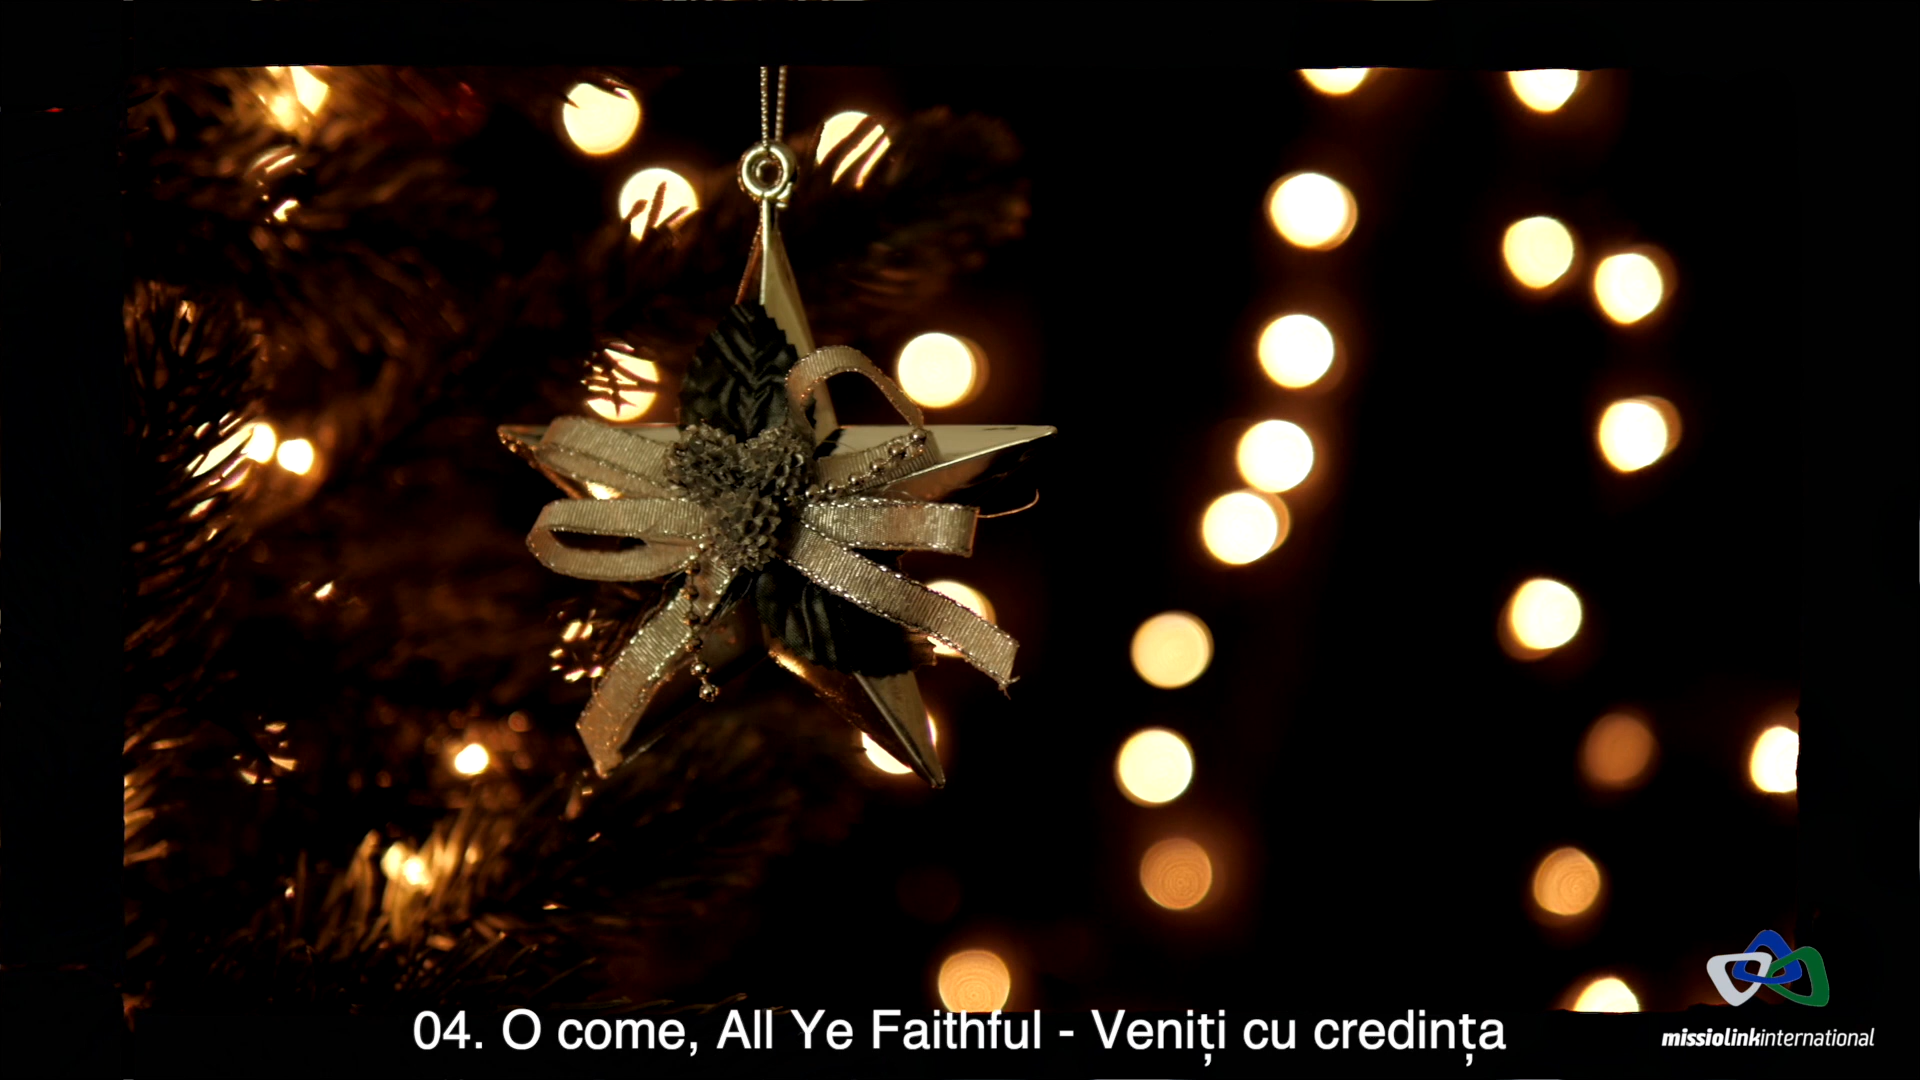 04. O come, All Ye Faithful - Veniți cu credința
missiolinkinternational